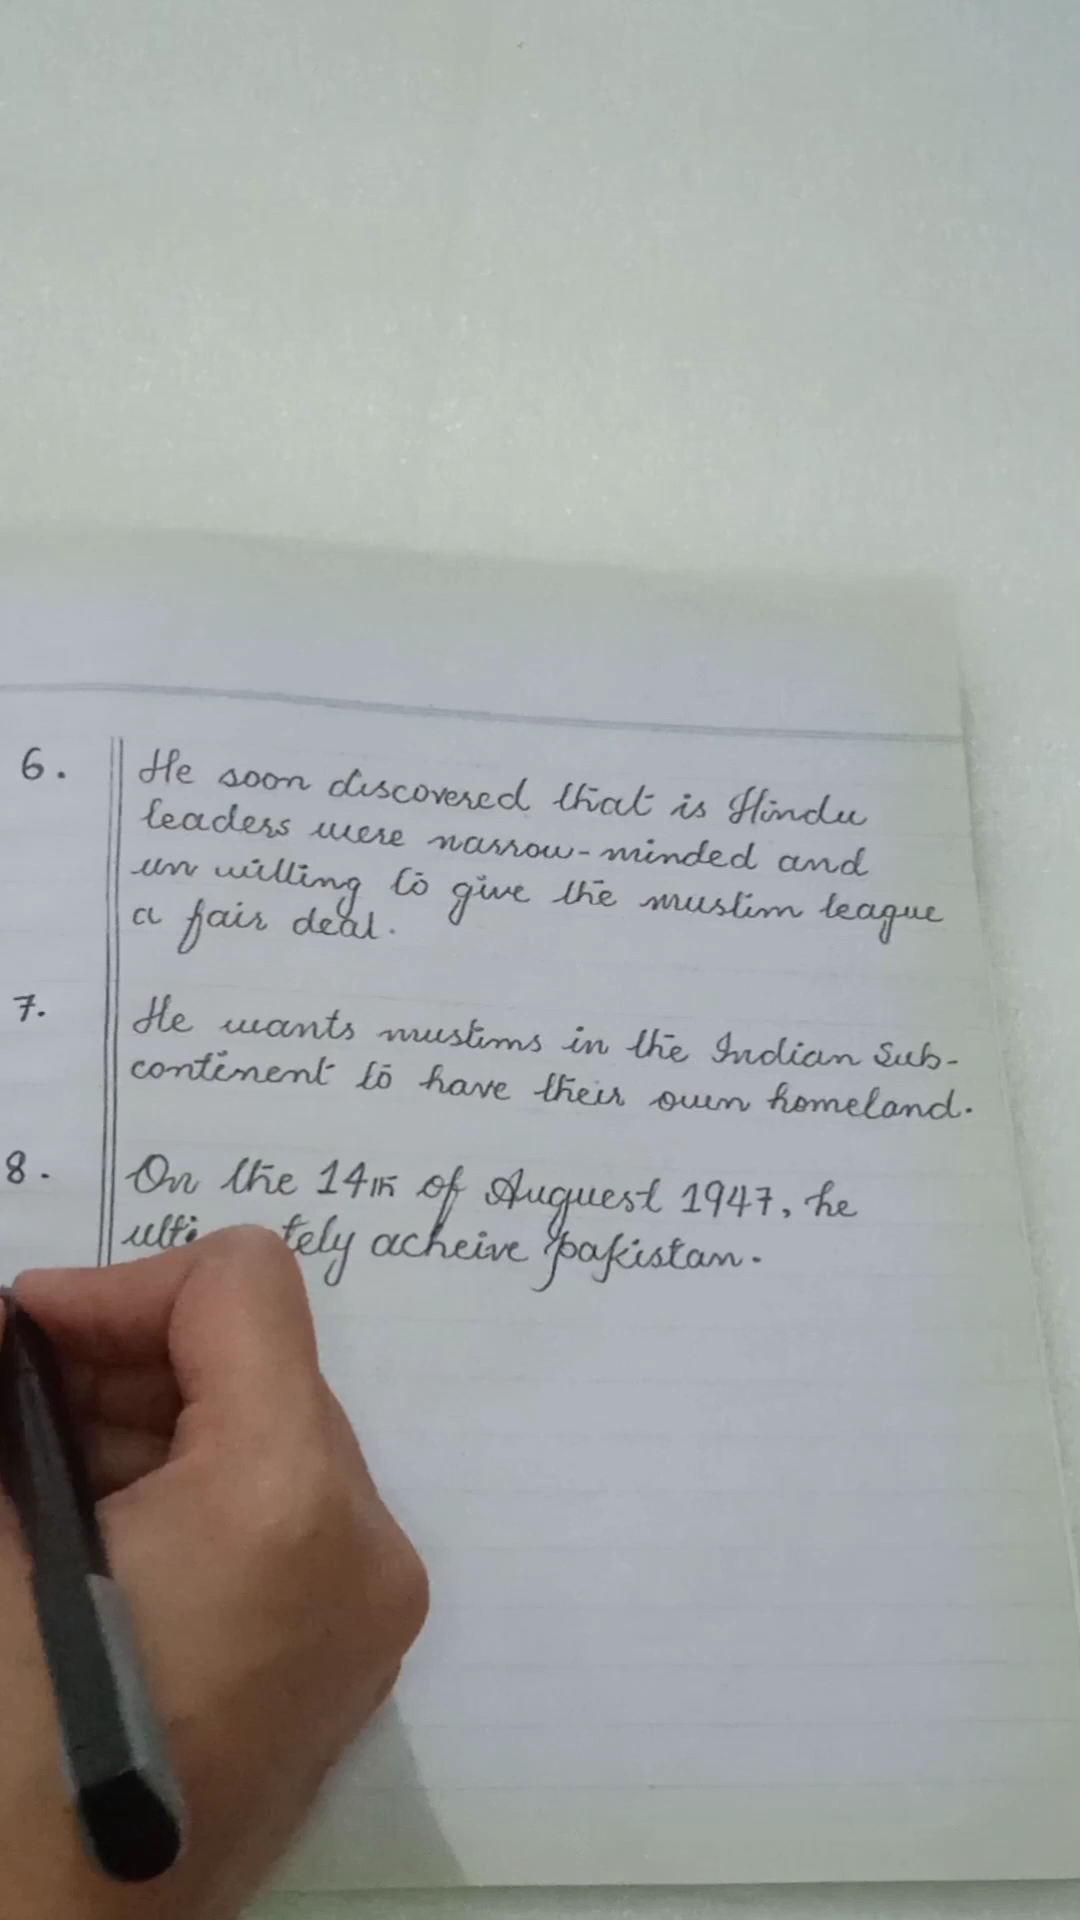 6. He soon discovered that is Hindu
leaders were narrow-minded and
un willing to give the muslim league
a fair deal.
7. He wants muslims in the Indian Sub-
continent to have their own homeland.
8. On the 14th of Auguest 1947, he
acheive pakistan.